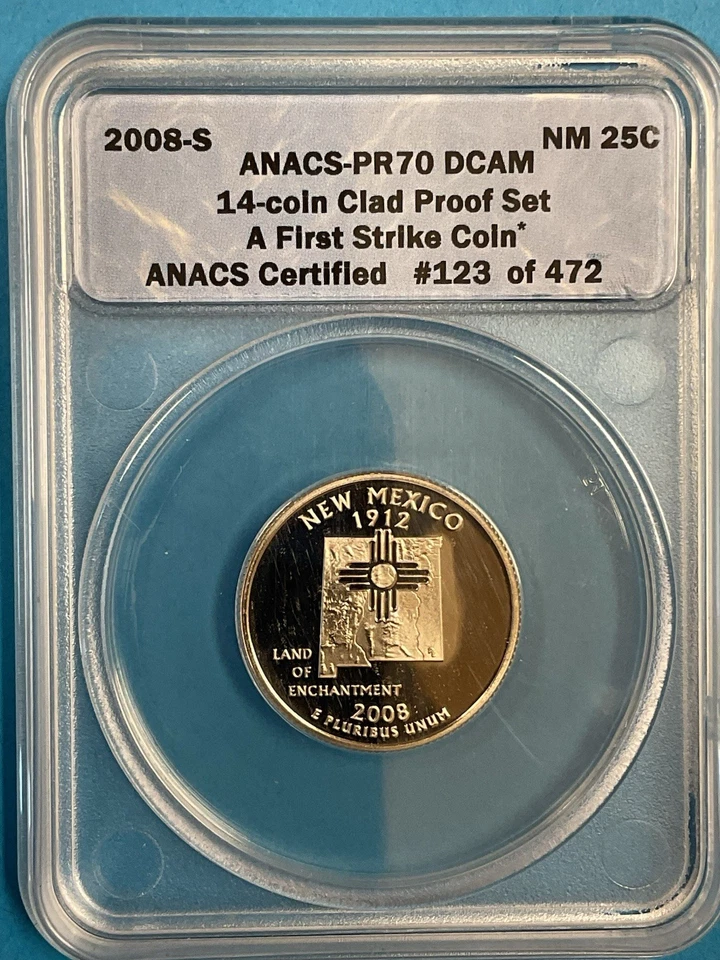 2008-S NM 25C
ANACS-PR70 DCAM
14-coin Clad Proof Set
A First Strike Coin*
ANACS Certified #123 of 472
NEW MEXICO
1912
LAND
OF
ENCHANTMENT
2008
E PLURIBUS UNUM